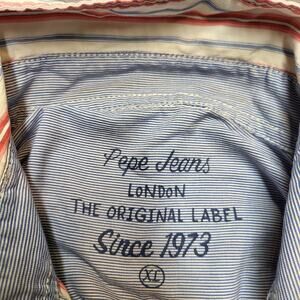 Pepe Jeans
LONDON
THE ORIGINAL LABEL
Since 1973
XL